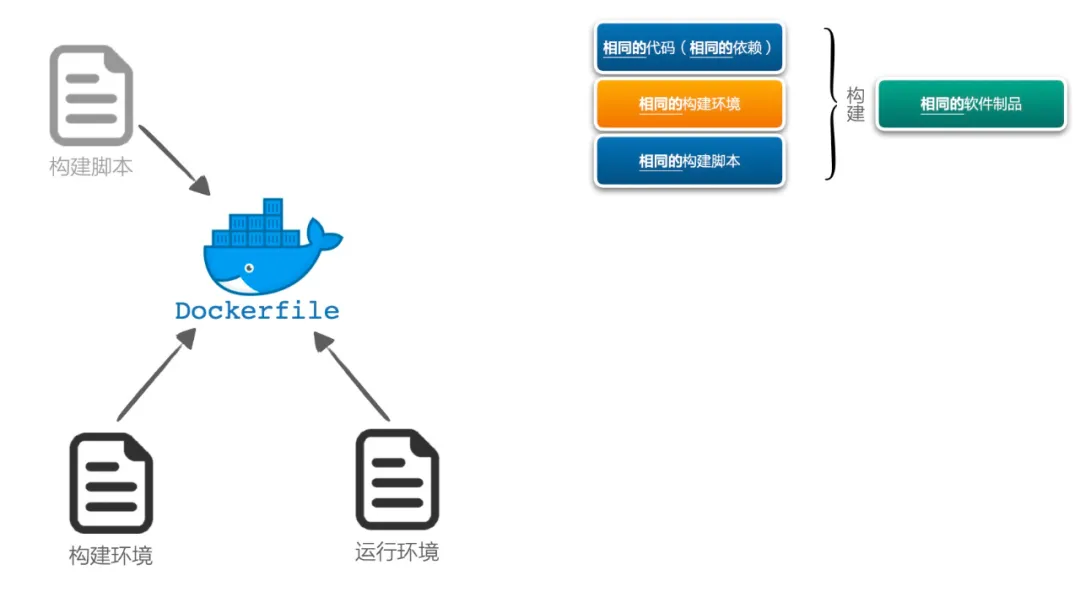 构建脚本
Dockerfile
构建环境
运行环境
相同的代码（相同的依赖）
相同的构建环境
相同的构建脚本
构建
相同的软件制品